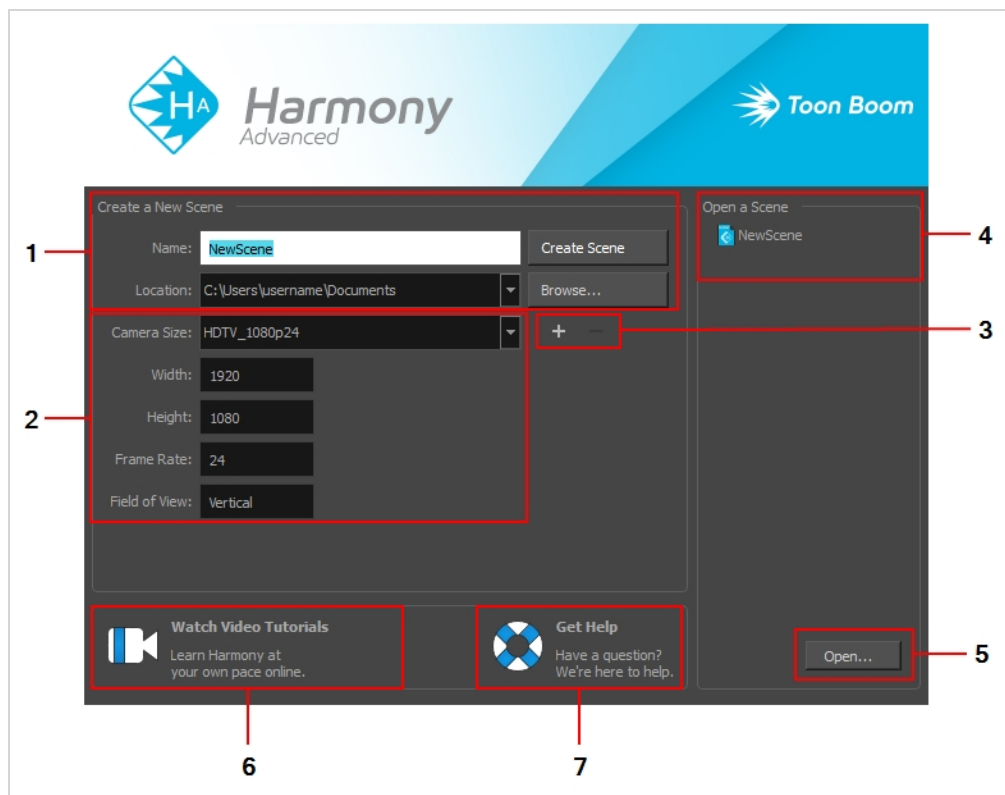 HA
Harmony
Advanced
Toon Boom
Create a New Scene
Name: NewScene
Create Scene
Location: C:\Users\username\Documents
Browse...
Camera Size: HDTV_1080p24
+ −
Width: 1920
Height: 1080
Frame Rate: 24
Field of View: Vertical
Open a Scene
NewScene
Open...
Watch Video Tutorials
Learn Harmony at
your own pace online.
Get Help
Have a question?
We're here to help.
1
2
3
4
5
6
7